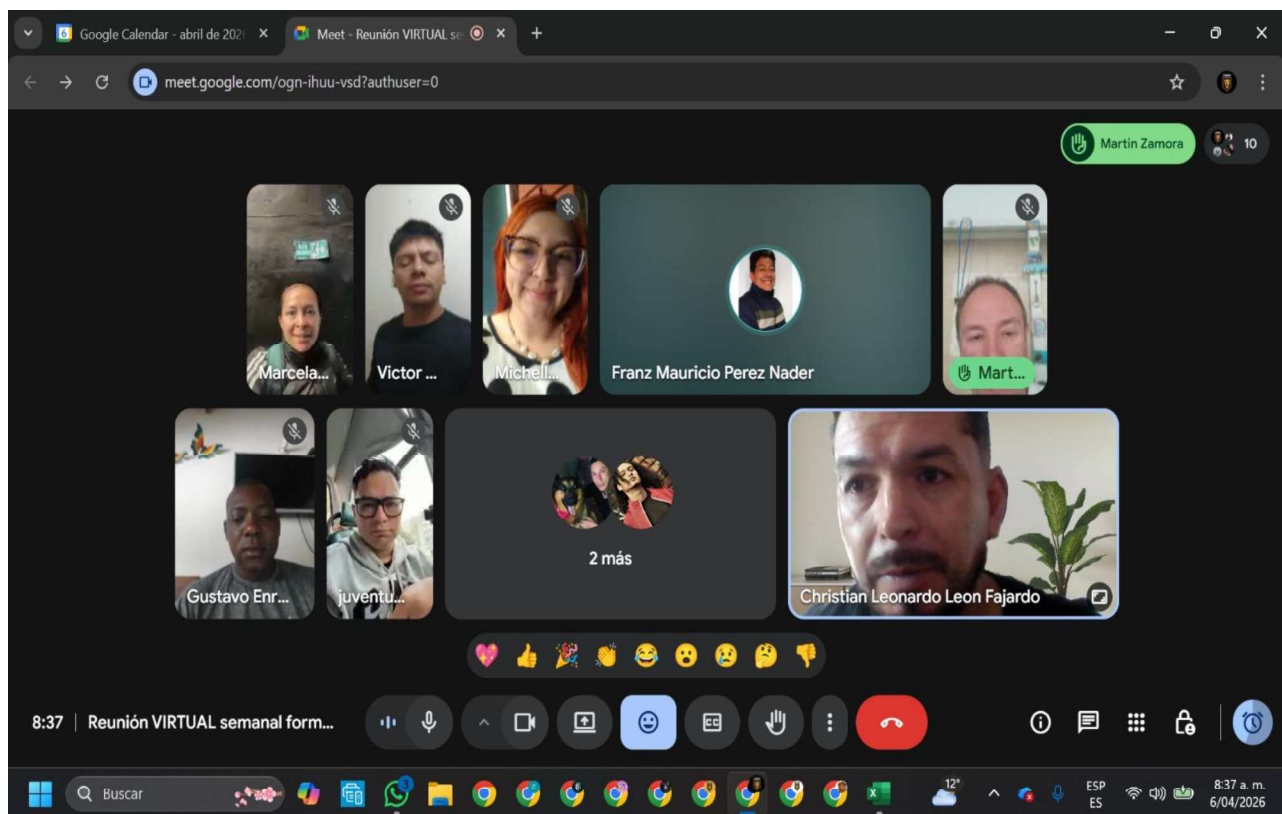 Google Calendar - abril de 202
Meet - Reunión VIRTUAL se
meet.google.com/ogn-ihuu-vsd?authuser=0
Martin Zamora
10
Marcela...
Victor ...
Michell...
Franz Mauricio Perez Nader
Mart...
Gustavo Enr...
juventu...
2 más
Christian Leonardo Leon Fajardo
8:37 | Reunión VIRTUAL semanal form...
CC
Buscar
12°
ESP
ES
8:37 a. m.
6/04/2026